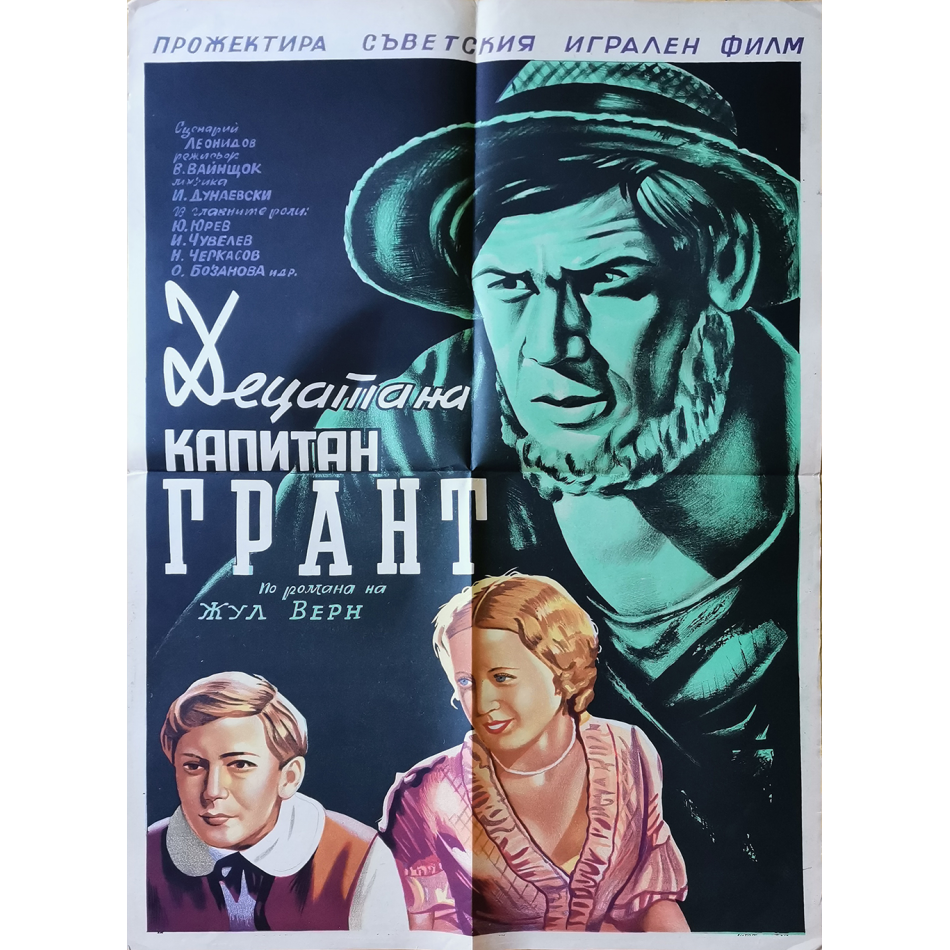 ПРОЖЕКТИРА СЪВЕТСКИЯ ИГРАЛЕН ФИЛМ
Сценарий
ЛЕОНИДОВ
режисьор:
В. ВАЙНЩОК
музика
И. ДУНАЕВСКИ
в главните роли:
Ю. ЮРЕВ
И. ЧУВЕЛЕВ
Н. ЧЕРКАСОВ
О. БОЗАНОВА и др.
Децата на
КАПИТАН
ГРАНТ
по романа на
ЖУЛ ВЕРН